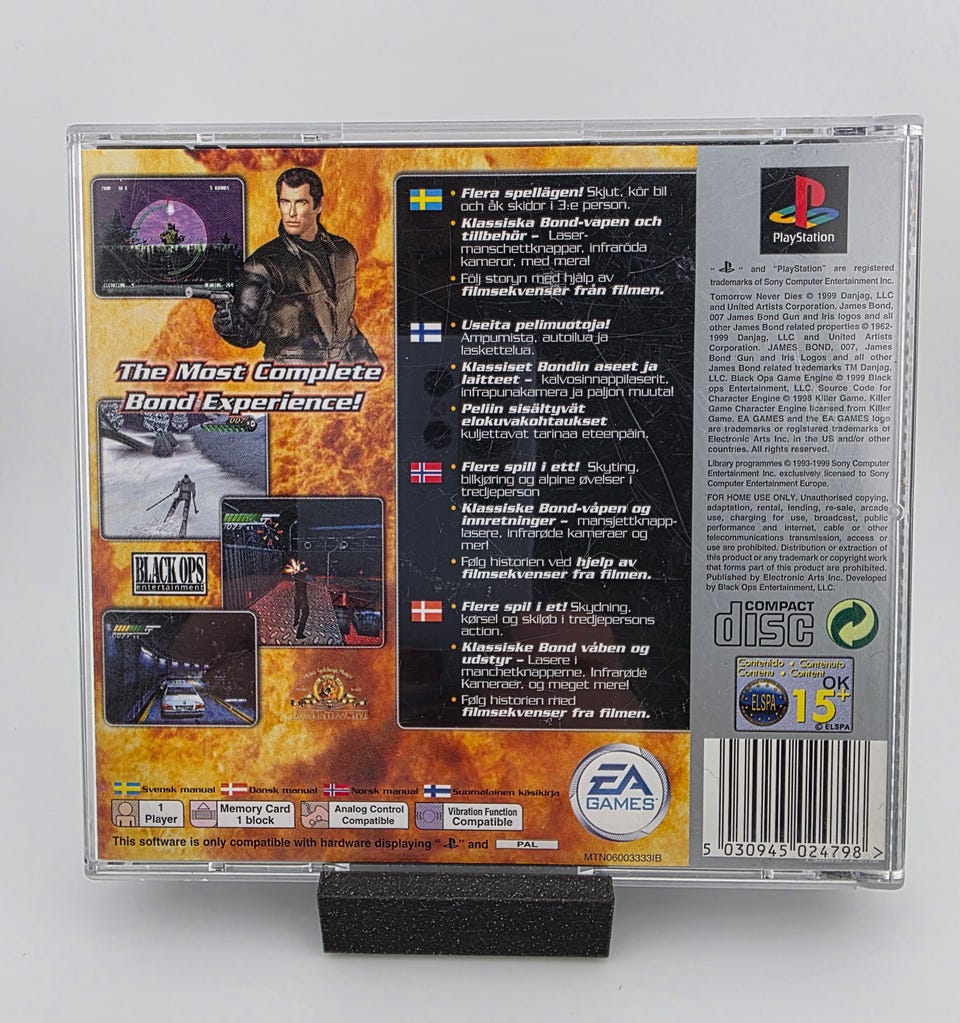 The Most Complete
Bond Experience!
BLACK OPS
entertainment
• Flera spellägen! Skjut, kör bil
och åk skidor i 3:e person.
• Klassiska Bond-vapen och
tillbehör – Laser-
manschettknappar, infraröda
kameror, med mera!
• Följ storyn med hjälp av
filmsekvenser från filmen.
• Useita pelimuotoja!
Ampumista, autoilua ja
laskettelua.
• Klassiset Bondin aseet ja
laitteet – kalvosinnappilaserit,
infrapunakamera ja paljon muuta!
• Peliin sisältyvät
elokuvakohtaukset
kuljettavat tarinaa eteenpäin.
• Flere spill i ett! Skyting,
bilkjøring og alpine øvelser i
tredjeperson
• Klassiske Bond-våpen og
innretninger – mansjettknapp-
lasere, infrarøde kameraer og
mer!
• Følg historien ved hjelp av
filmsekvenser fra filmen.
• Flere spil i et! Skydning,
kørsel og skiløb i tredjepersons
action.
• Klassiske Bond våben og
udstyr – Lasere i
manchetknapperne, Infrarøde
Kameraer, og meget mere!
• Følg historien med
filmsekvenser fra filmen.
Svensk manual Dansk manual Norsk manual Suomalainen käsikirja
1
Player
Memory Card
1 block
Analog Control
Compatible
Vibration Function
Compatible
This software is only compatible with hardware displaying " " and PAL
EA
GAMES
MTN06003333IB
PlayStation
" " and "PlayStation" are registered
trademarks of Sony Computer Entertainment Inc.
Tomorrow Never Dies © 1999 Danjaq, LLC
and United Artists Corporation. James Bond,
007 James Bond Gun and Iris logos and all
other James Bond related properties © 1962-
1999 Danjaq, LLC and United Artists
Corporation. JAMES BOND, 007, James
Bond Gun and Iris Logos and all other
James Bond related trademarks TM Danjaq,
LLC. Black Ops Game Engine © 1999 Black
ops Entertainment, LLC. Source Code for
Character Engine © 1998 Killer Game. Killer
Game Character Engine licensed from Killer
Game. EA GAMES and the EA GAMES logo
are trademarks or registered trademarks of
Electronic Arts Inc. in the US and/or other
countries. All rights reserved.
Library programmes © 1993-1999 Sony Computer
Entertainment Inc. exclusively licensed to Sony
Computer Entertainment Europe.
FOR HOME USE ONLY. Unauthorised copying,
adaptation, rental, lending, re-sale, arcade
use, charging for use, broadcast, public
performance and internet, cable or other
telecommunications transmission, access or
use are prohibited. Distribution or extraction of
this product or any trademark or copyright work
that forms part of this product are prohibited.
Published by Electronic Arts Inc. Developed
by Black Ops Entertainment, LLC.
COMPACT
disc
Contenido • Contenuto
Contenu • Content
ELSPA
OK
15+
© ELSPA
5 030945 024798 >